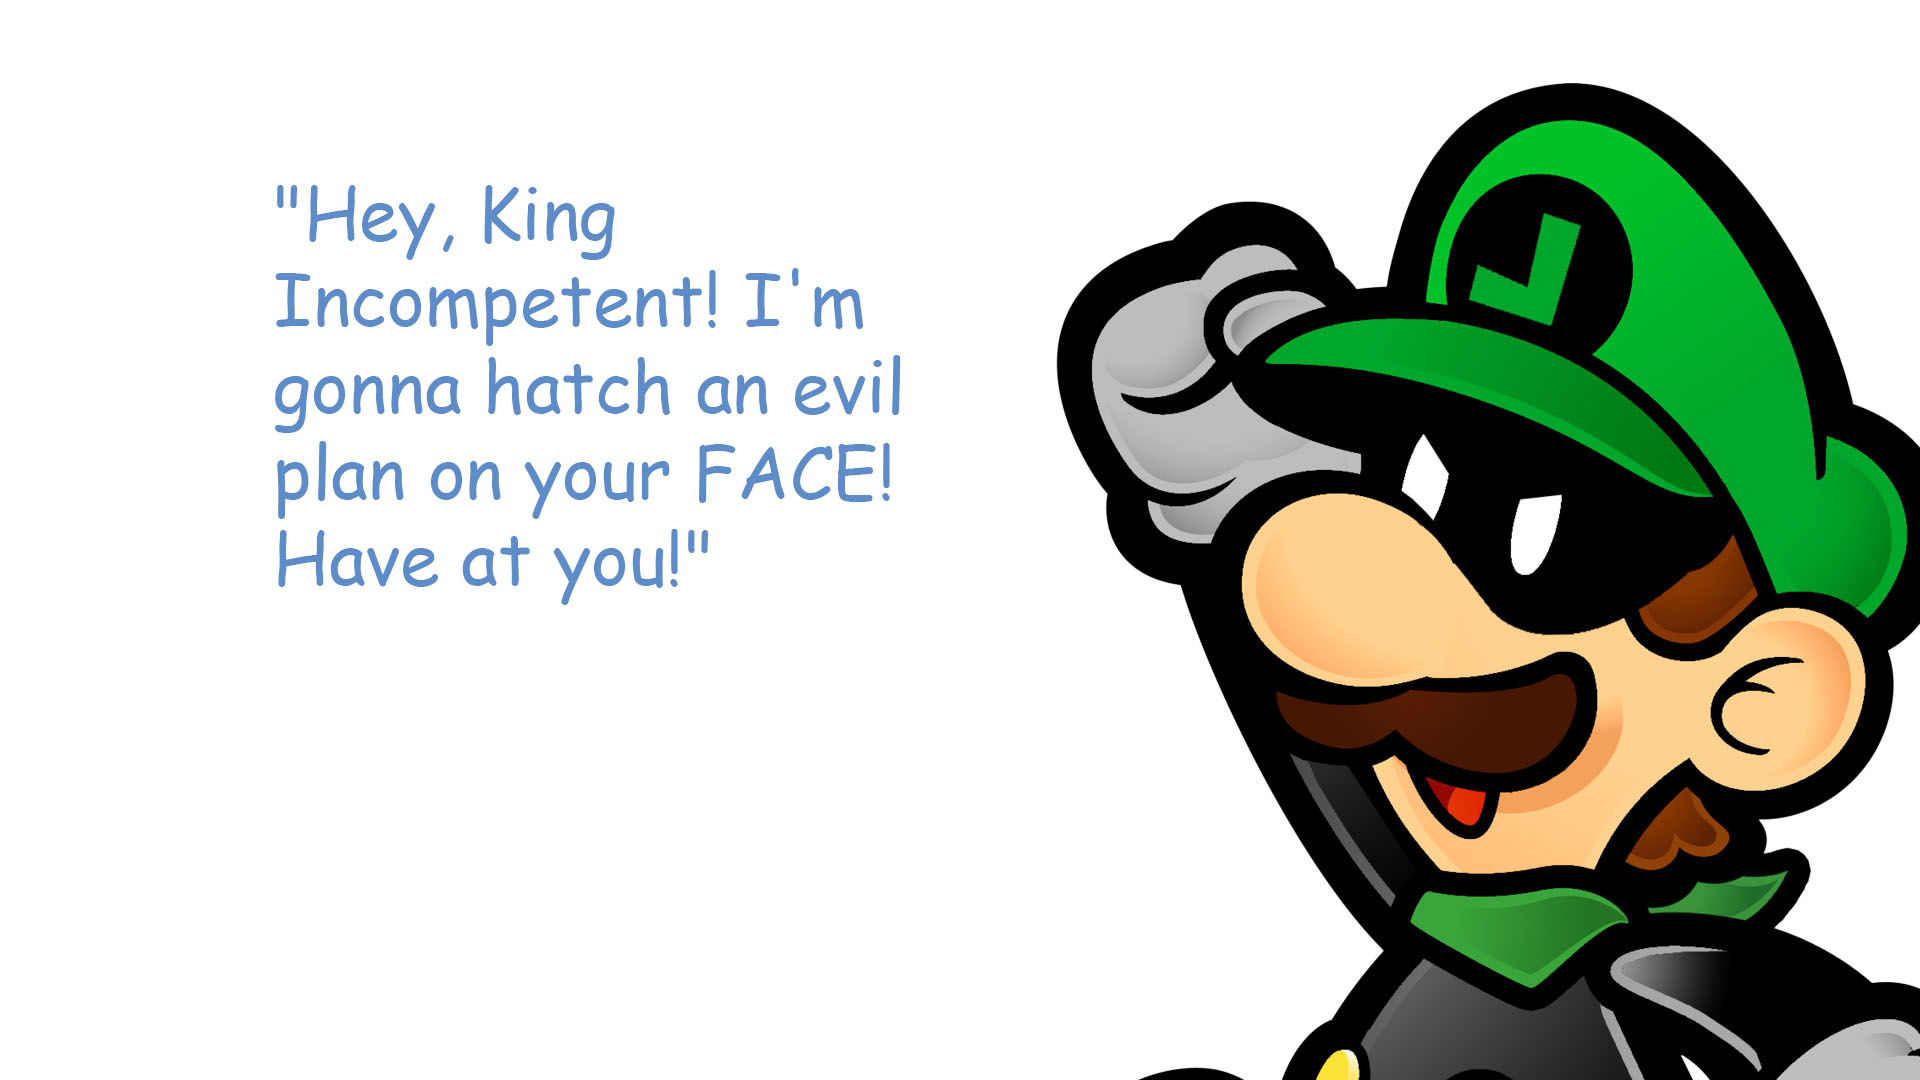 "Hey, King
Incompetent! I'm
gonna hatch an evil
plan on your FACE!
Have at you!"